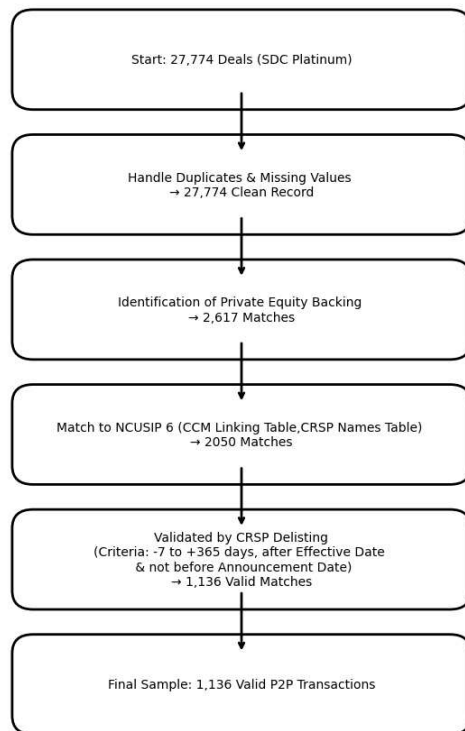 Start: 27,774 Deals (SDC Platinum)
Handle Duplicates & Missing Values
→ 27,774 Clean Record
Identification of Private Equity Backing
→ 2,617 Matches
Match to NCUSIP 6 (CCM Linking Table,CRSP Names Table)
→ 2050 Matches
Validated by CRSP Delisting
(Criteria: -7 to +365 days, after Effective Date
& not before Announcement Date)
→ 1,136 Valid Matches
Final Sample: 1,136 Valid P2P Transactions